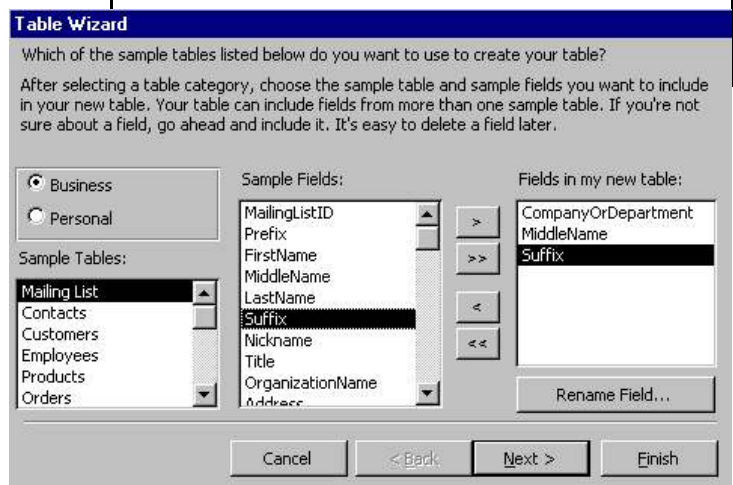 Table Wizard
Which of the sample tables listed below do you want to use to create your table?
After selecting a table category, choose the sample table and sample fields you want to include
in your new table. Your table can include fields from more than one sample table. If you're not
sure about a field, go ahead and include it. It's easy to delete a field later.
Business
Personal
Sample Tables:
Mailing List
Contacts
Customers
Employees
Products
Orders
Sample Fields:
MailingListID
Prefix
FirstName
MiddleName
LastName
Suffix
Nickname
Title
OrganizationName
Address
>
>>
<
<<
Fields in my new table:
CompanyOrDepartment
MiddleName
Suffix
Rename Field...
Cancel
< Back
Next >
Finish